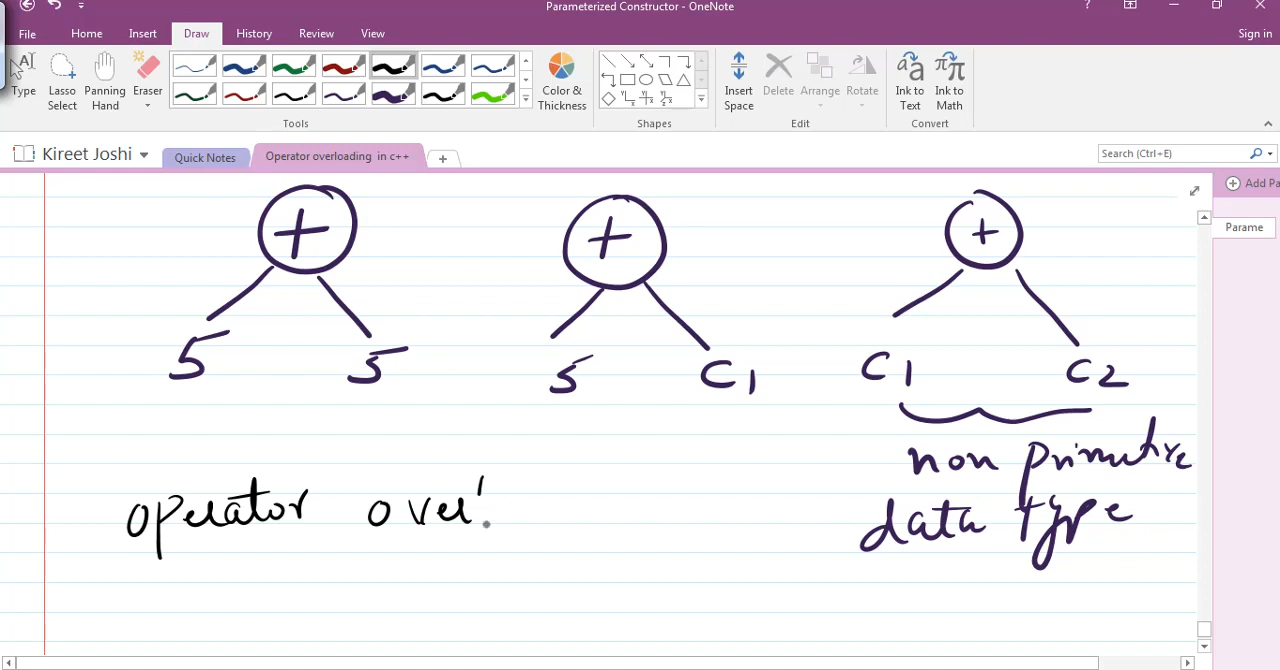 Parameterized Constructor - OneNote
?
File Home Insert Draw History Review View
Sign in
Type Lasso Select Panning Hand Eraser Color & Thickness Insert Space Delete Arrange Rotate Ink to Text Ink to Math
Tools Shapes Edit Convert
Kireet Joshi Quick Notes Operator overloading in c++ +
Search (Ctrl+E)
Add Pa
Parame
+ + +
5 5 5 C1 C1 C2
non primitive
data type
operator over